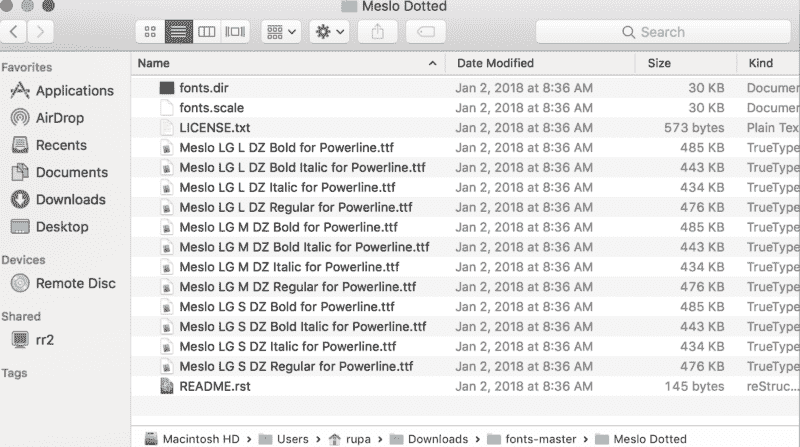 Meslo Dotted
Search
Favorites
Applications
AirDrop
Recents
Documents
Downloads
Desktop
Devices
Remote Disc
Shared
rr2
Tags
Name Date Modified Size Kind
fonts.dir Jan 2, 2018 at 8:36 AM 30 KB Documen
fonts.scale Jan 2, 2018 at 8:36 AM 30 KB Documen
LICENSE.txt Jan 2, 2018 at 8:36 AM 573 bytes Plain Tex
Meslo LG L DZ Bold for Powerline.ttf Jan 2, 2018 at 8:36 AM 485 KB TrueType
Meslo LG L DZ Bold Italic for Powerline.ttf Jan 2, 2018 at 8:36 AM 443 KB TrueType
Meslo LG L DZ Italic for Powerline.ttf Jan 2, 2018 at 8:36 AM 434 KB TrueType
Meslo LG L DZ Regular for Powerline.ttf Jan 2, 2018 at 8:36 AM 476 KB TrueType
Meslo LG M DZ Bold for Powerline.ttf Jan 2, 2018 at 8:36 AM 485 KB TrueType
Meslo LG M DZ Bold Italic for Powerline.ttf Jan 2, 2018 at 8:36 AM 443 KB TrueType
Meslo LG M DZ Italic for Powerline.ttf Jan 2, 2018 at 8:36 AM 434 KB TrueType
Meslo LG M DZ Regular for Powerline.ttf Jan 2, 2018 at 8:36 AM 476 KB TrueType
Meslo LG S DZ Bold for Powerline.ttf Jan 2, 2018 at 8:36 AM 485 KB TrueType
Meslo LG S DZ Bold Italic for Powerline.ttf Jan 2, 2018 at 8:36 AM 443 KB TrueType
Meslo LG S DZ Italic for Powerline.ttf Jan 2, 2018 at 8:36 AM 434 KB TrueType
Meslo LG S DZ Regular for Powerline.ttf Jan 2, 2018 at 8:36 AM 476 KB TrueType
README.rst Jan 2, 2018 at 8:36 AM 145 bytes reStruc...
Macintosh HD > Users > rupa > Downloads > fonts-master > Meslo Dotted